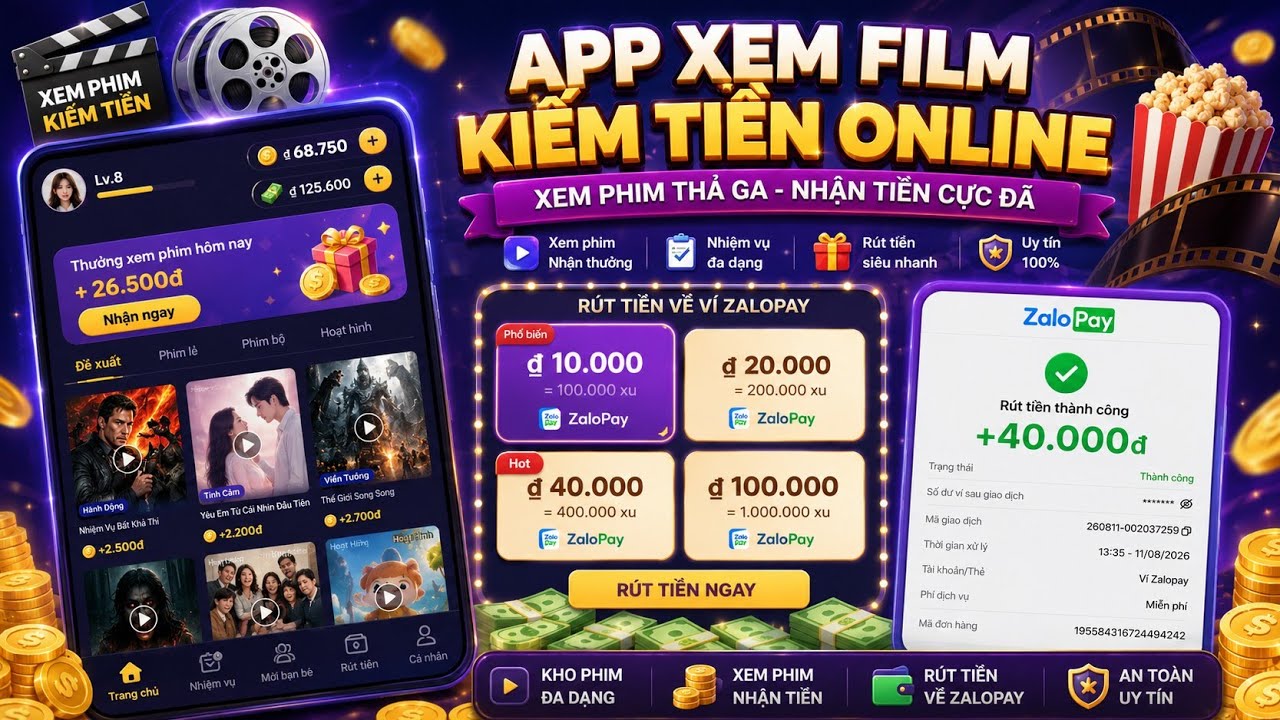 XEM PHIM
KIẾM TIỀN
APP XEM FILM
KIẾM TIỀN ONLINE
XEM PHIM THẢ GA - NHẬN TIỀN CỰC ĐÃ
Xem phim
Nhận thưởng
Nhiệm vụ
đa dạng
Rút tiền
siêu nhanh
Uy tín
100%
Lv.8
₫ 68.750
₫ 125.600
Thưởng xem phim hôm nay
+ 26.500đ
Nhận ngay
Đề xuất
Phim lẻ
Phim bộ
Hoạt hình
Hành Động
Nhiệm Vụ Bất Khả Thi
+2.500đ
Tình Cảm
Yêu Em Từ Cái Nhìn Đầu Tiên
+2.200đ
Viễn Tưởng
Thế Giới Song Song
+2.700đ
Hoạt Hình
Trang chủ
Nhiệm vụ
Mời bạn bè
Rút tiền
Cá nhân
RÚT TIỀN VỀ VÍ ZALOPAY
Phổ biến
₫ 10.000
= 100.000 xu
Zalo Pay
ZaloPay
₫ 20.000
= 200.000 xu
Zalo Pay
ZaloPay
Hot
₫ 40.000
= 400.000 xu
Zalo Pay
ZaloPay
₫ 100.000
= 1.000.000 xu
Zalo Pay
ZaloPay
RÚT TIỀN NGAY
ZaloPay
Rút tiền thành công
+40.000đ
Trạng thái
Thành công
Số dư ví sau giao dịch
*******
Mã giao dịch
260811-002037259
Thời gian xử lý
13:35 - 11/08/2026
Tài khoản/Thẻ
Ví Zalopay
Phí dịch vụ
Miễn phí
Mã đơn hàng
195584316724494242
KHO PHIM
ĐA DẠNG
XEM PHIM
NHẬN TIỀN
RÚT TIỀN
VỀ ZALOPAY
AN TOÀN
UY TÍN